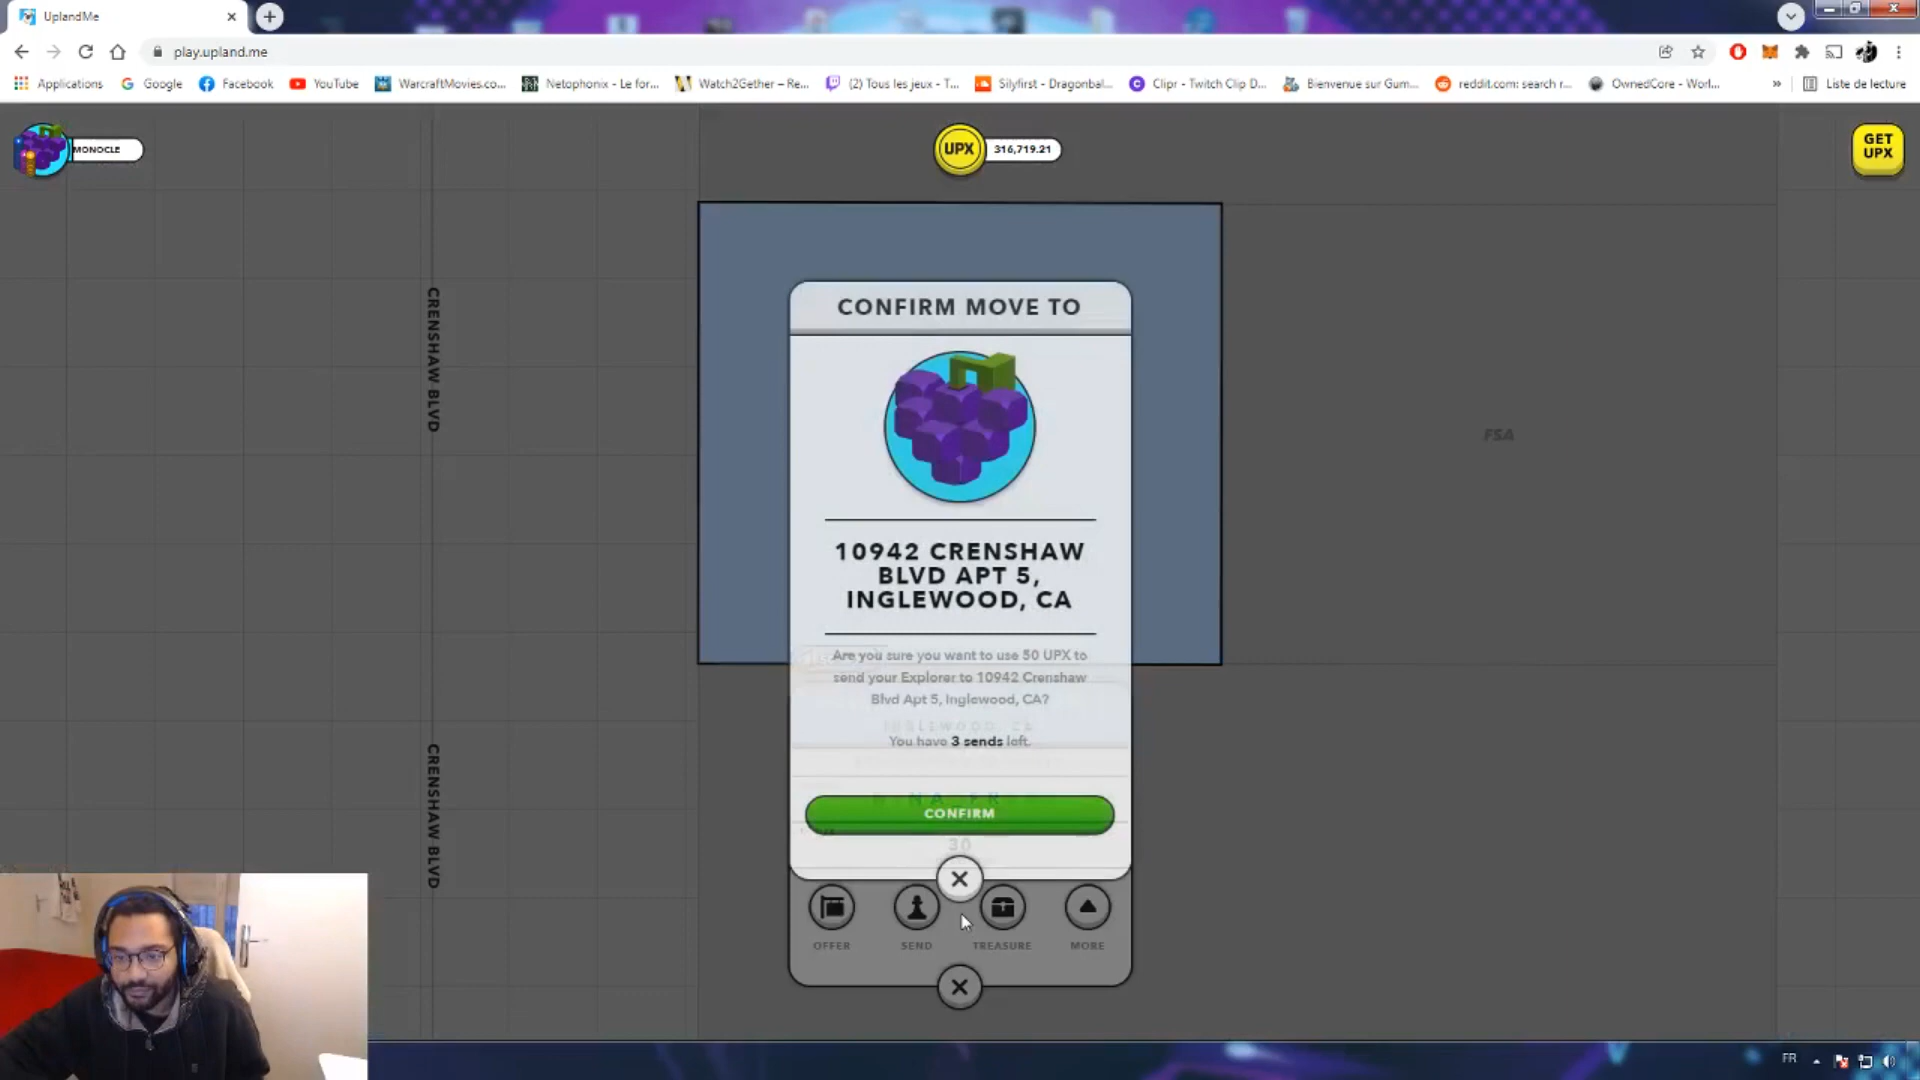 UplandMe
play.upland.me
Applications
Google
Facebook
YouTube
WarcraftMovies.co...
Netophonix - Le for...
Watch2Gether - Re...
(2) Tous les jeux - T...
Silyfirst - Dragonbal...
Clipr - Twitch Clip D...
Bienvenue sur Gum...
reddit.com: search r...
OwnedCore - Worl...
»
Liste de lecture
MONOCLE
UPX
316,719.21
GET
UPX
CONFIRM MOVE TO
CRENSHAW BLVD
FSA
10942 CRENSHAW
BLVD APT 5,
INGLEWOOD, CA
Are you sure you want to use 50 UPX to
send your Explorer to 10942 Crenshaw
Blvd Apt 5, Inglewood, CA?
INGLEWOOD, CA
You have 3 sends left.
CONFIRM
30
CRENSHAW BLVD
OFFER
SEND
TREASURE
MORE
FR